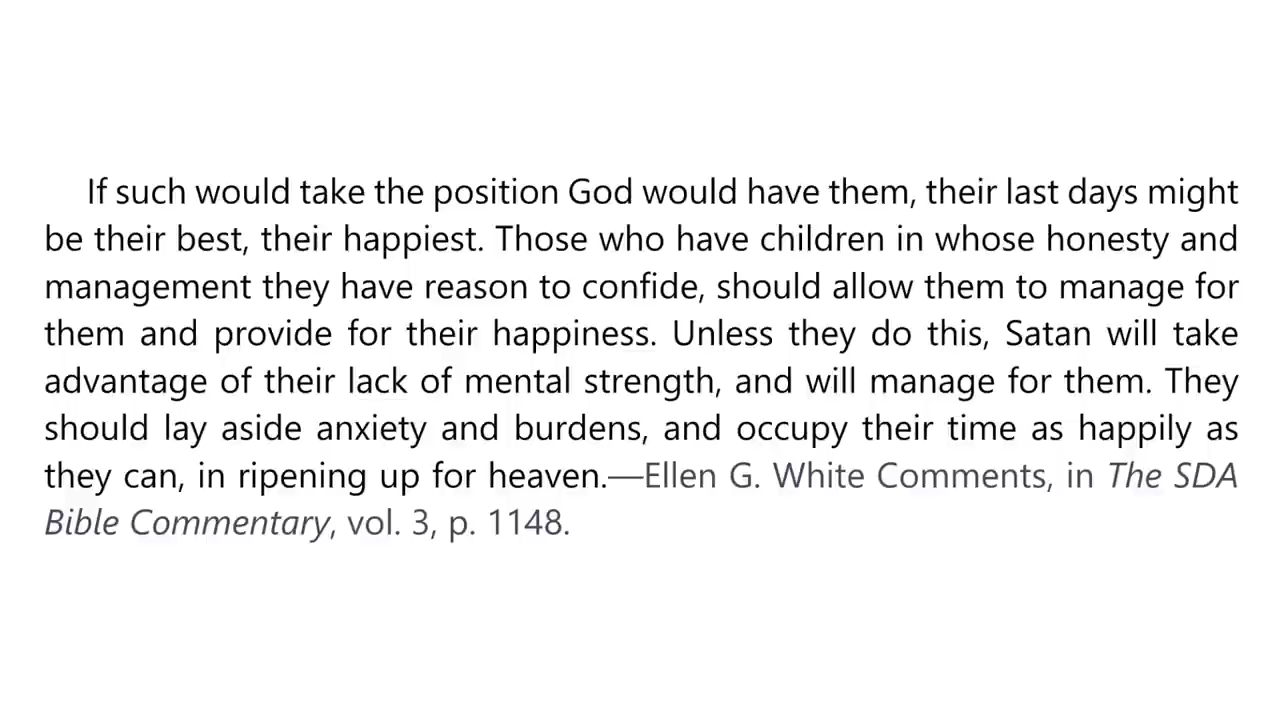 If such would take the position God would have them, their last days might
be their best, their happiest. Those who have children in whose honesty and
management they have reason to confide, should allow them to manage for
them and provide for their happiness. Unless they do this, Satan will take
advantage of their lack of mental strength, and will manage for them. They
should lay aside anxiety and burdens, and occupy their time as happily as
they can, in ripening up for heaven.—Ellen G. White Comments, in The SDA
Bible Commentary, vol. 3, p. 1148.